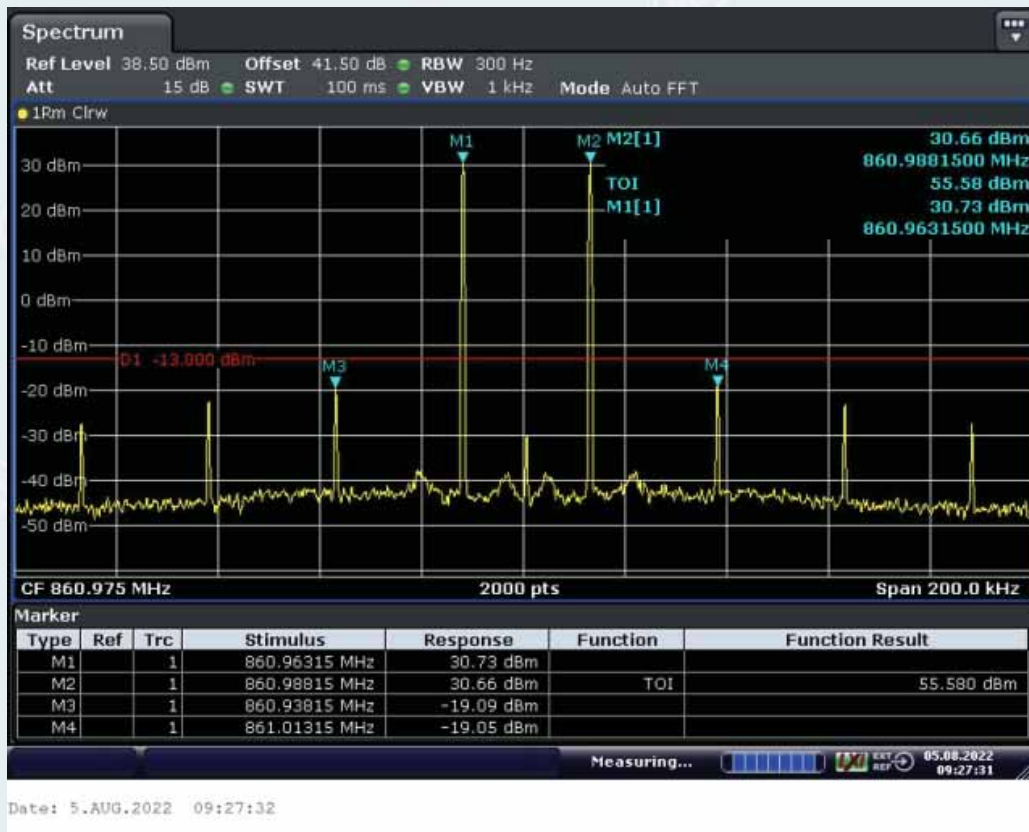 Spectrum
Ref Level 38.50 dBm Offset 41.50 dB RBW 300 Hz
Att 15 dB SWT 100 ms VBW 1 kHz Mode Auto FFT
1Rm Clrw
M1 M2 M2[1] 30.66 dBm
860.9881500 MHz
30 dBm
TOI 55.58 dBm
20 dBm M1[1] 30.73 dBm
860.9631500 MHz
10 dBm
0 dBm
-10 dBm
D1 -13.000 dBm
M3 M4
-20 dBm
-30 dBm
-40 dBm
-50 dBm
CF 860.975 MHz 2000 pts Span 200.0 kHz
Marker
Type Ref Trc Stimulus Response Function Function Result
M1 1 860.96315 MHz 30.73 dBm
M2 1 860.98815 MHz 30.66 dBm TOI 55.580 dBm
M3 1 860.93815 MHz -19.09 dBm
M4 1 861.01315 MHz -19.05 dBm
Measuring... LXI EXT REF 05.08.2022
09:27:31
Date: 5.AUG.2022 09:27:32